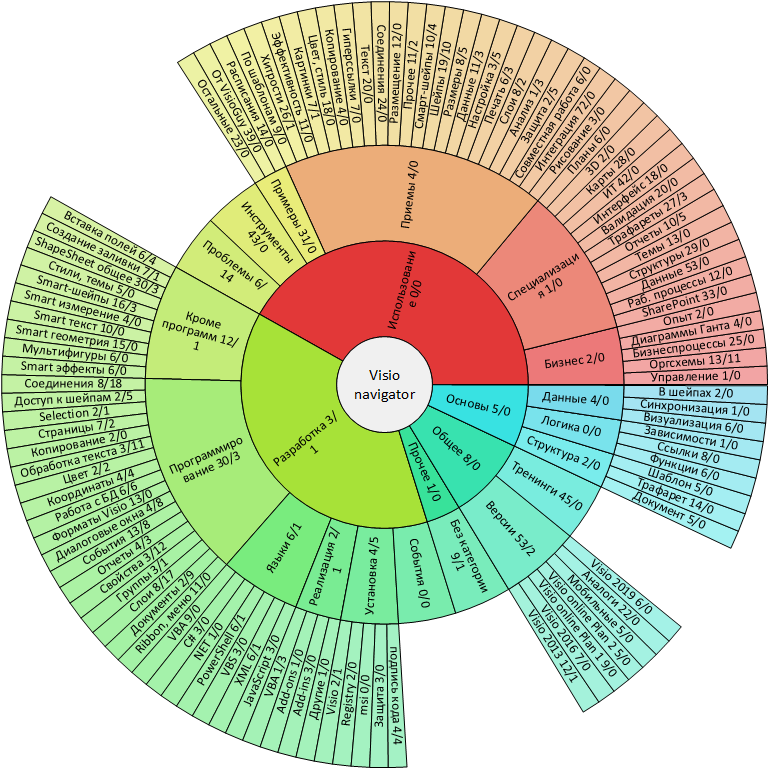 Visio
navigator
Использовани
е 0/0
Разработка 3/
1
Прочее 1/0
Общее 8/0
Основы 5/0
Примеры 31/0
Приемы 4/0
Специализаци
я 1/0
Бизнес 2/0
Данные 4/0
Логика 0/0
Структура 2/0
Тренинги 45/0
Версии 53/2
Без категории
9/1
События 0/0
Установка 4/5
Реализация 2/
1
Языки 6/1
Программиро
вание 30/3
Кроме
программ 12/
1
Проблемы 6/
14
Инструменты
43/0
Остальные 23/0
От VisioGuy 39/0
Расписания 14/0
По шаблонам 9/0
Хитрости 26/1
Эффективность 11/0
Картинки 7/1
Цвет, стиль 18/0
Копирование 4/0
Гиперссылки 7/0
Текст 20/0
Соединения 24/0
Размещение 12/0
Прочее 11/2
Смарт-шейпы 10/4
Шейпы 19/10
Размеры 8/5
Данные 11/3
Настройка 3/5
Печать 6/3
Слои 8/2
Анализ 1/3
Защита 2/5
Совместная работа 6/0
Интеграция 72/0
Рисование 3/0
Планы 6/0
3D 2/0
Карты 28/0
ИТ 42/0
Интерфейс 18/0
Валидация 20/0
Трафареты 27/3
Отчеты 10/5
Темы 13/0
Структуры 29/0
Данные 53/0
Раб. процессы 12/0
SharePoint 33/0
Опыт 2/0
Диаграммы Ганта 4/0
Бизнеспроцессы 25/0
Оргсхемы 13/11
Управление 1/0
В шейпах 2/0
Синхронизация 1/0
Визуализация 6/0
Зависимости 1/0
Ссылки 8/0
Функции 6/0
Шаблон 5/0
Трафарет 14/0
Документ 5/0
Visio 2019 6/0
Аналоги 22/0
Мобильные 5/0
Visio online Plan 2 5/0
Visio online Plan 1 9/0
Visio 2016 7/0
Visio 2013 12/1
подпись кода 4/4
Защита 3/0
msi 0/0
Registry 2/0
Visio 2/1
Другие 1/0
Add-ins 3/0
Add-ons 1/0
VBA 1/3
JavaScript 3/0
XML 6/1
VBS 3/0
PowerShell 6/1
NET 1/0
C# 3/0
VBA 9/0
Ribbon, меню 11/0
Документы 2/9
Слои 8/17
Группы 3/1
Свойства 3/12
Отчеты 4/3
События 13/8
Диалоговые окна 4/8
Форматы Visio 13/0
Работа с БД 6/6
Координаты 4/4
Цвет 2/2
Обработка текста 3/11
Копирование 2/0
Страницы 7/2
Selection 2/1
Доступ к шейпам 2/5
Соединения 8/18
Smart эффекты 6/0
Мультифигуры 6/0
Smart геометрия 15/0
Smart текст 10/0
Smart измерение 4/0
Smart-шейпы 16/3
Стили, темы 5/0
ShapeSheet общее 30/3
Создание заливки 7/1
Вставка полей 6/4